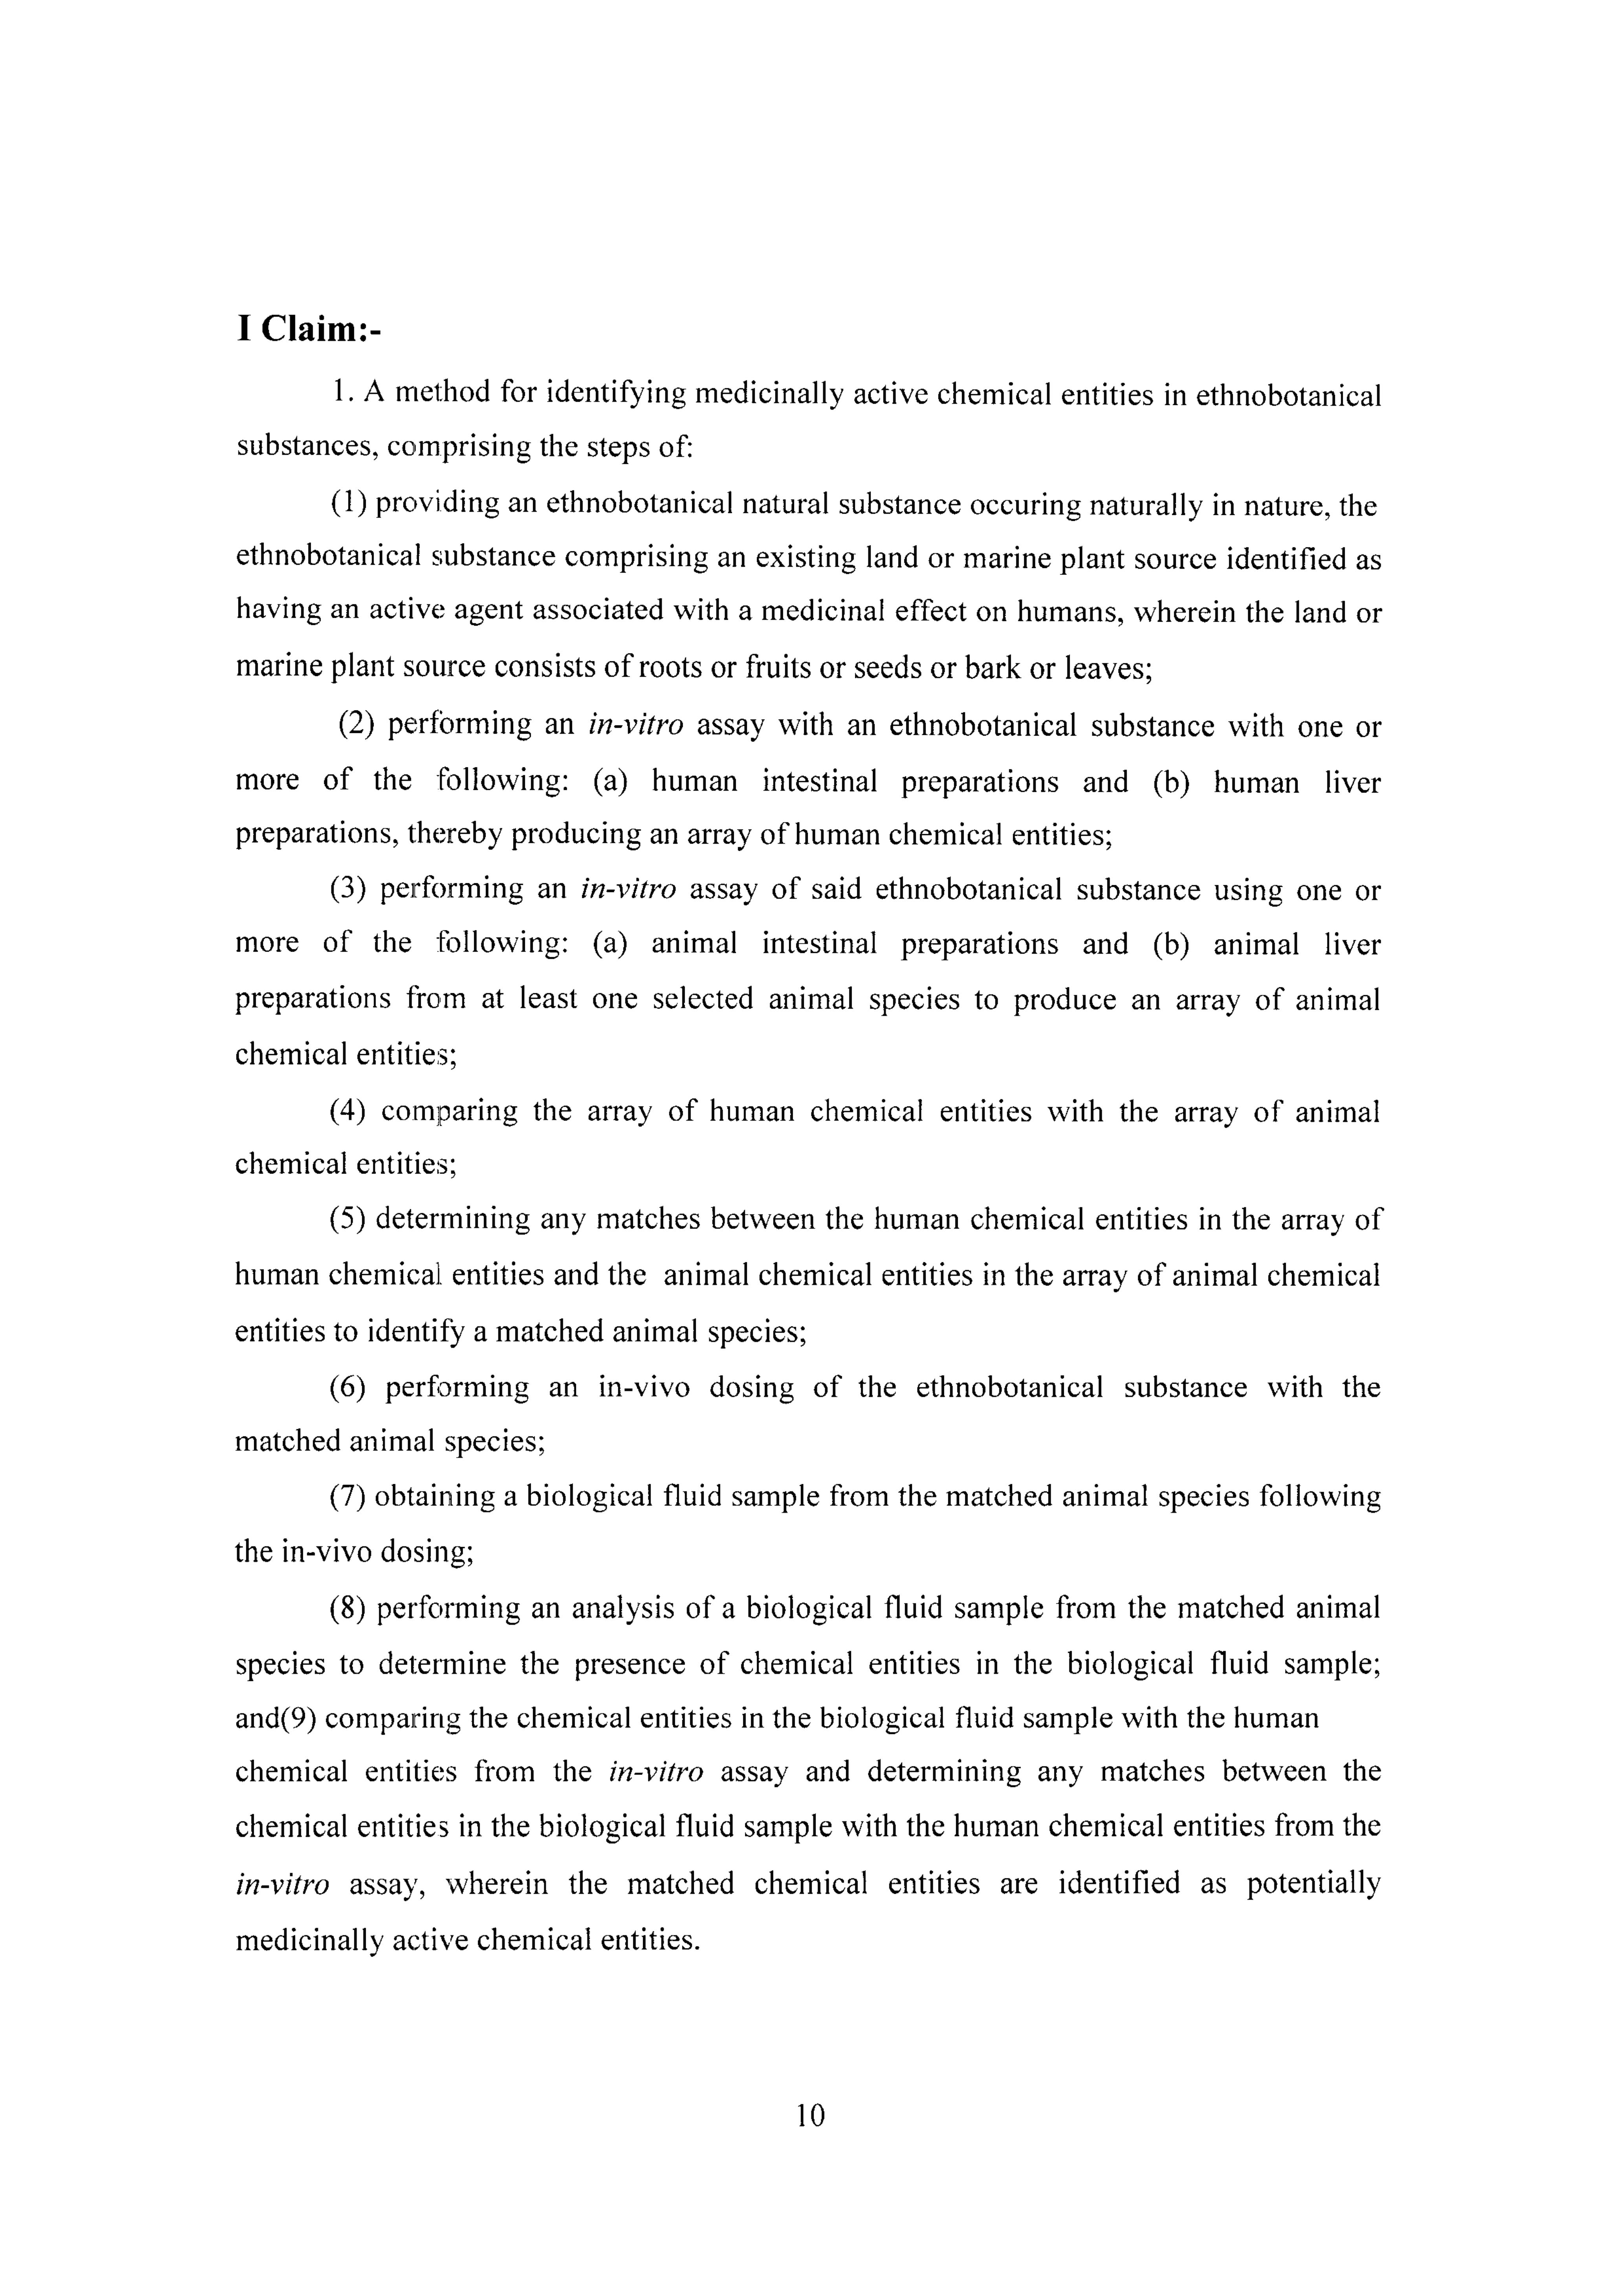 I Claim:-
1. A method for identifying medicinally active chemical entities in ethnobotanical
substances, comprising the steps of:
(1) providing an ethnobotanical natural substance occuring naturally in nature, the
ethnobotanical substance comprising an existing land or marine plant source identified as
having an active agent associated with a medicinal effect on humans, wherein the land or
marine plant source consists of roots or fruits or seeds or bark or leaves;
(2) performing an in-vitro assay with an ethnobotanical substance with one or
more of the following: (a) human intestinal preparations and (b) human liver
preparations, thereby producing an array of human chemical entities;
(3) performing an in-vitro assay of said ethnobotanical substance using one or
more of the following: (a) animal intestinal preparations and (b) animal liver
preparations from at least one selected animal species to produce an array of animal
chemical entities;
(4) comparing the array of human chemical entities with the array of animal
chemical entities;
(5) determining any matches between the human chemical entities in the array of
human chemical entities and the animal chemical entities in the array of animal chemical
entities to identify a matched animal species;
(6) performing an in-vivo dosing of the ethnobotanical substance with the
matched animal species;
(7) obtaining a biological fluid sample from the matched animal species following
the in-vivo dosing;
(8) performing an analysis of a biological fluid sample from the matched animal
species to determine the presence of chemical entities in the biological fluid sample;
and(9) comparing the chemical entities in the biological fluid sample with the human
chemical entities from the in-vitro assay and determining any matches between the
chemical entities in the biological fluid sample with the human chemical entities from the
in-vitro assay, wherein the matched chemical entities are identified as potentially
medicinally active chemical entities.
10